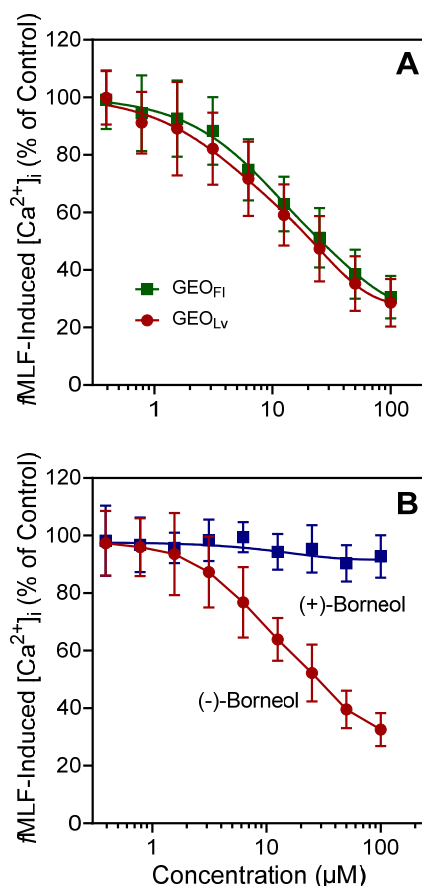 120
100
80
60
40
20
0
A
GEOFl
GEOLv
1
10
100
fMLF-Induced [Ca2+]i (% of Control)
120
100
80
60
40
20
0
B
(+)-Borneol
(-)-Borneol
1
10
100
fMLF-Induced [Ca2+]i (% of Control)
Concentration (µM)